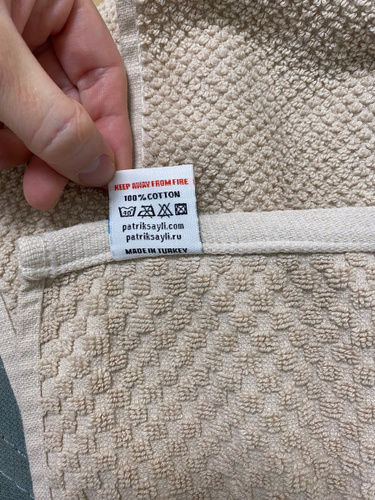 KEEP AWAY FROM FIRE
100% COTTON
patriksayli.com
patriksayli.ru
MADE IN TURKEY